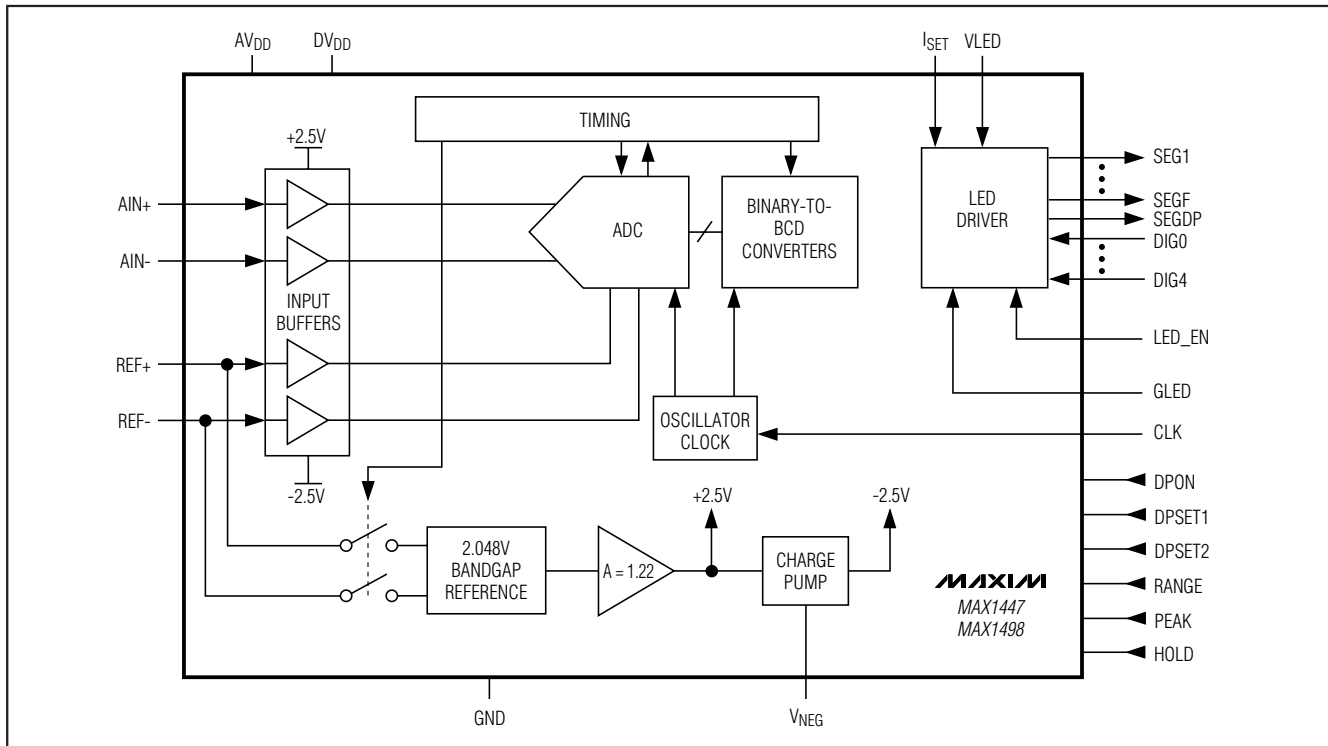 AVDD
DVDD
ISET
VLED
TIMING
+2.5V
AIN+
AIN-
INPUT
BUFFERS
REF+
REF-
-2.5V
ADC
BINARY-TO-
BCD
CONVERTERS
LED
DRIVER
SEG1
SEGF
SEGDP
DIG0
DIG4
LED_EN
GLED
OSCILLATOR
CLOCK
CLK
2.048V
BANDGAP
REFERENCE
A = 1.22
+2.5V
CHARGE
PUMP
-2.5V
DPON
DPSET1
DPSET2
RANGE
PEAK
HOLD
MAXIM
MAX1447
MAX1498
GND
VNEG